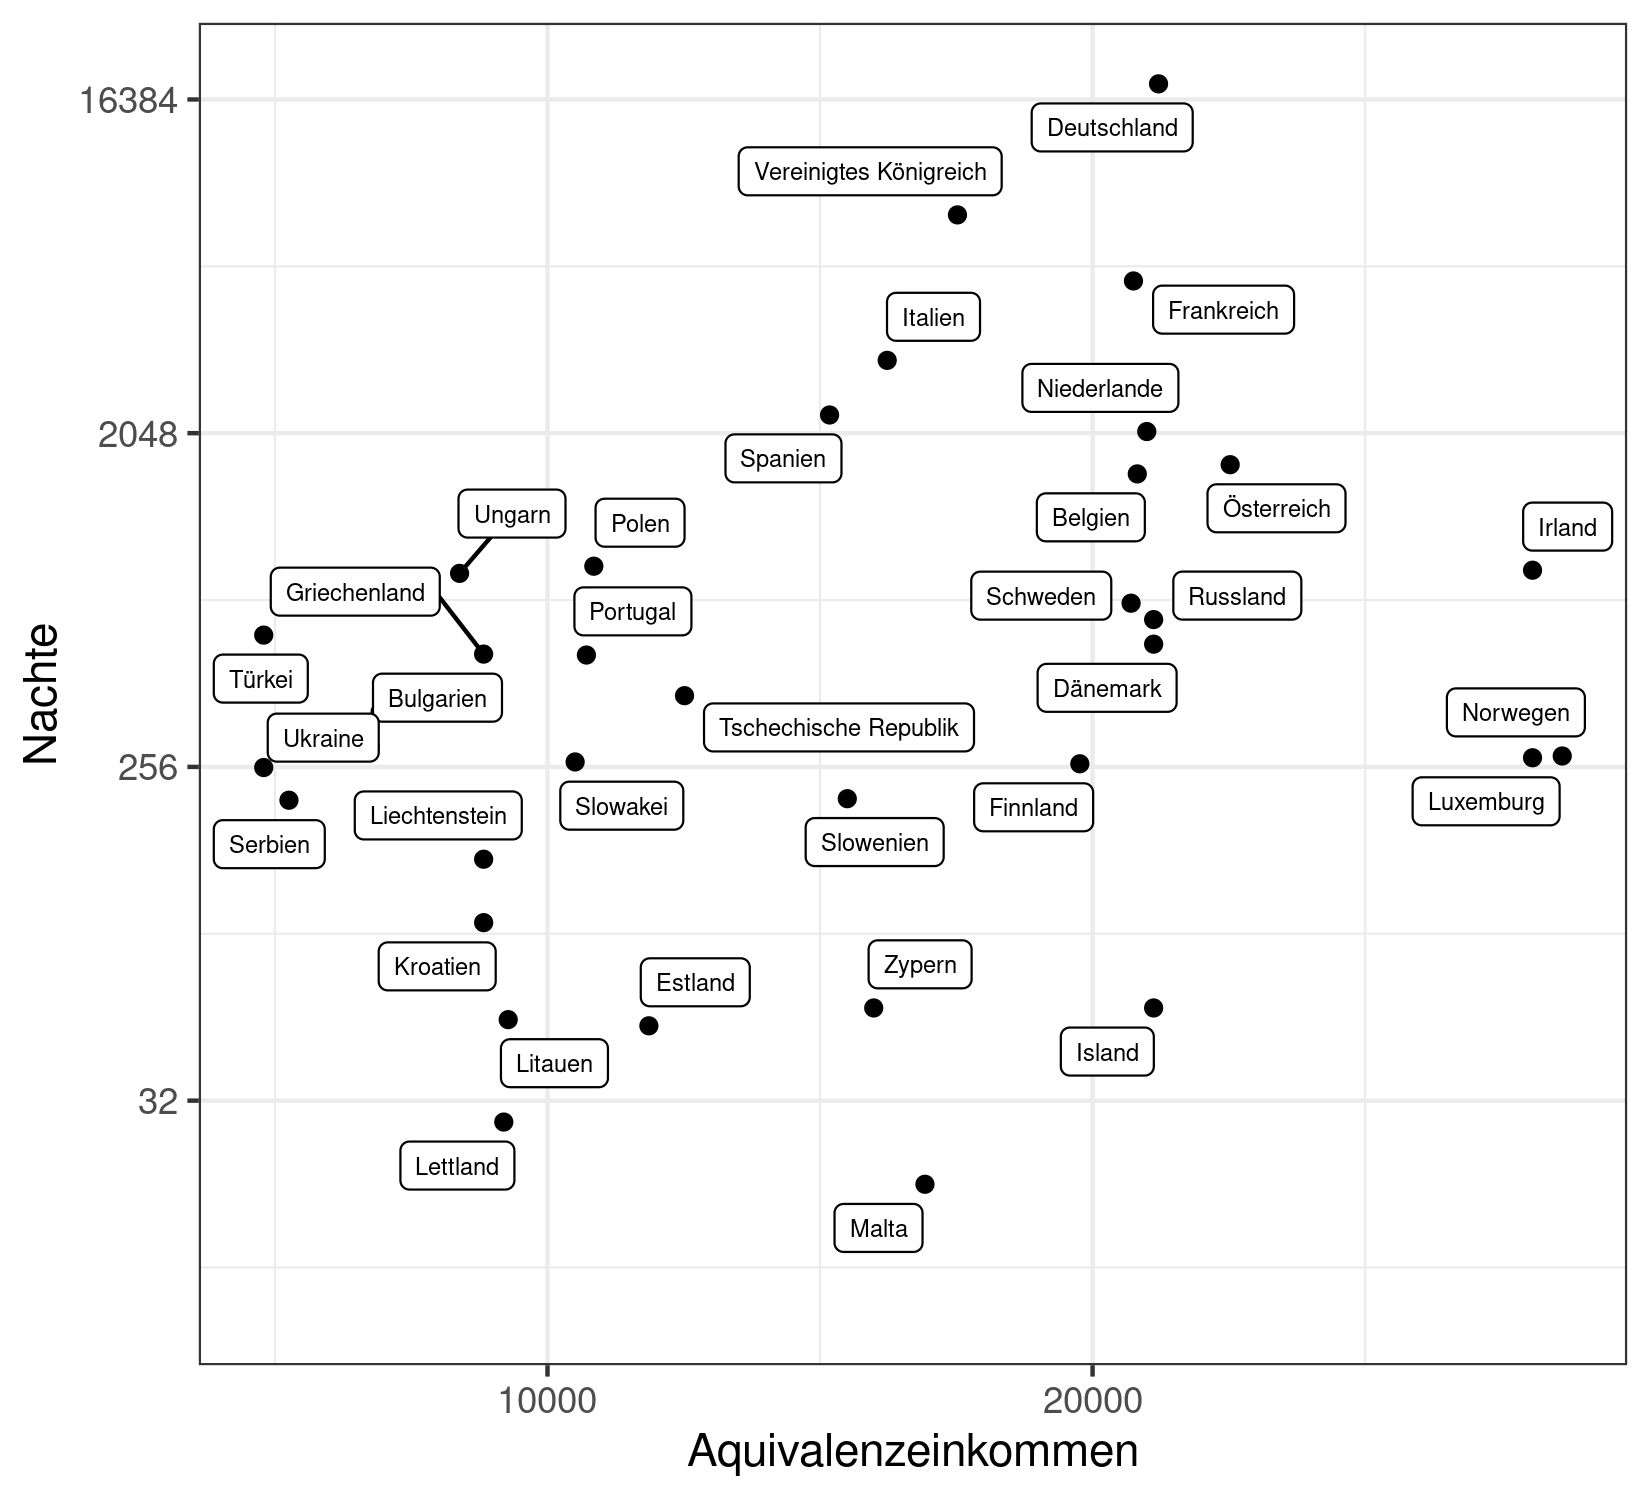 16384
Deutschland
Vereinigtes Königreich
Frankreich
Italien
Niederlande
2048
Spanien
Österreich
Ungarn
Polen
Belgien
Irland
Griechenland
Portugal
Schweden
Russland
Türkei
Bulgarien
Dänemark
Norwegen
Ukraine
Tschechische Republik
256
Liechtenstein
Slowakei
Finnland
Luxemburg
Serbien
Slowenien
Kroatien
Estland
Zypern
Litauen
Island
32
Lettland
Malta
Nachte
10000
20000
Aquivalenzeinkommen